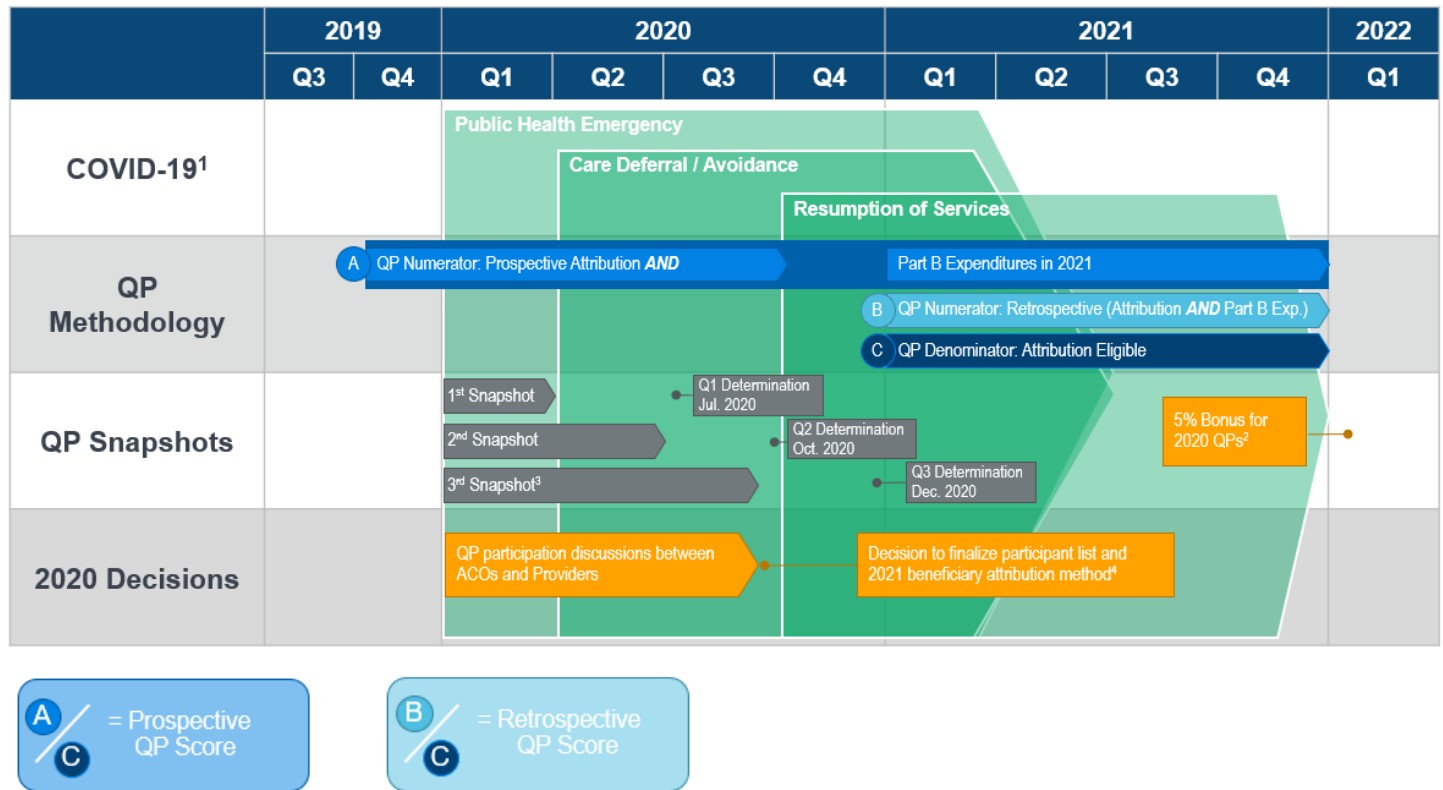 2019
2020
2021
2022
Q3
Q4
Q1
Q2
Q3
Q4
Q1
Q2
Q3
Q4
Q1
COVID-19¹
Public Health Emergency
Care Deferral / Avoidance
Resumption of Services
QP
Methodology
A
QP Numerator: Prospective Attribution AND
Part B Expenditures in 2021
B
QP Numerator: Retrospective (Attribution AND Part B Exp.)
C
QP Denominator: Attribution Eligible
QP Snapshots
1st Snapshot
Q1 Determination
Jul. 2020
2nd Snapshot
Q2 Determination
Oct. 2020
3rd Snapshot³
Q3 Determination
Dec. 2020
5% Bonus for
2020 QPs²
2020 Decisions
QP participation discussions between
ACOs and Providers
Decision to finalize participant list and
2021 beneficiary attribution method⁴
A
C
= Prospective
QP Score
B
C
= Retrospective
QP Score